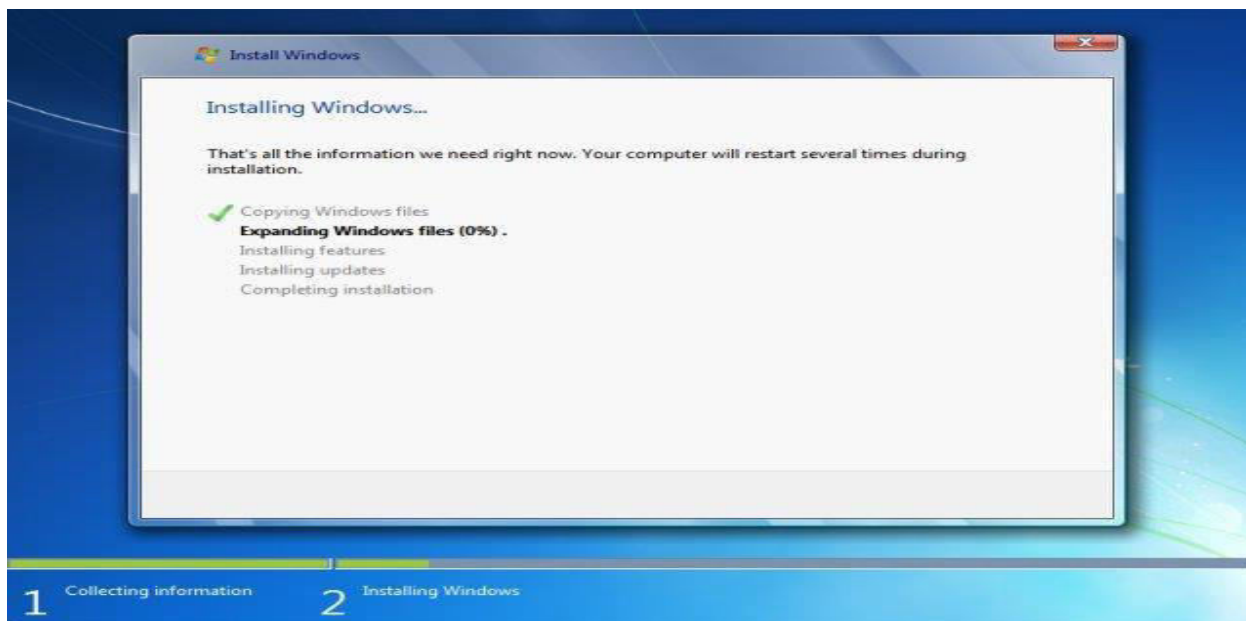 Install Windows
Installing Windows...
That's all the information we need right now. Your computer will restart several times during
installation.
Copying Windows files
Expanding Windows files (0%) .
Installing features
Installing updates
Completing installation
1 Collecting information 2 Installing Windows